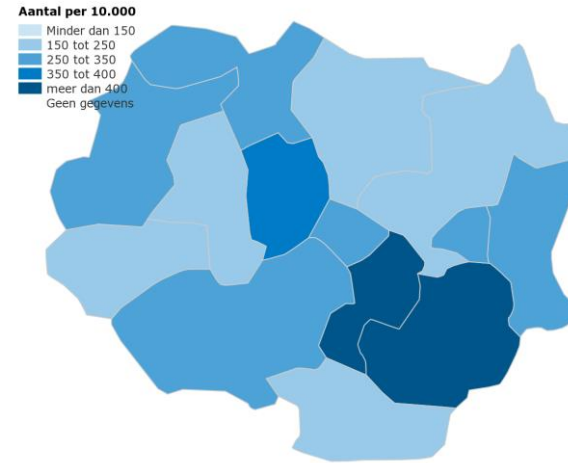 Aantal per 10.000
Minder dan 150
150 tot 250
250 tot 350
350 tot 400
meer dan 400
Geen gegevens